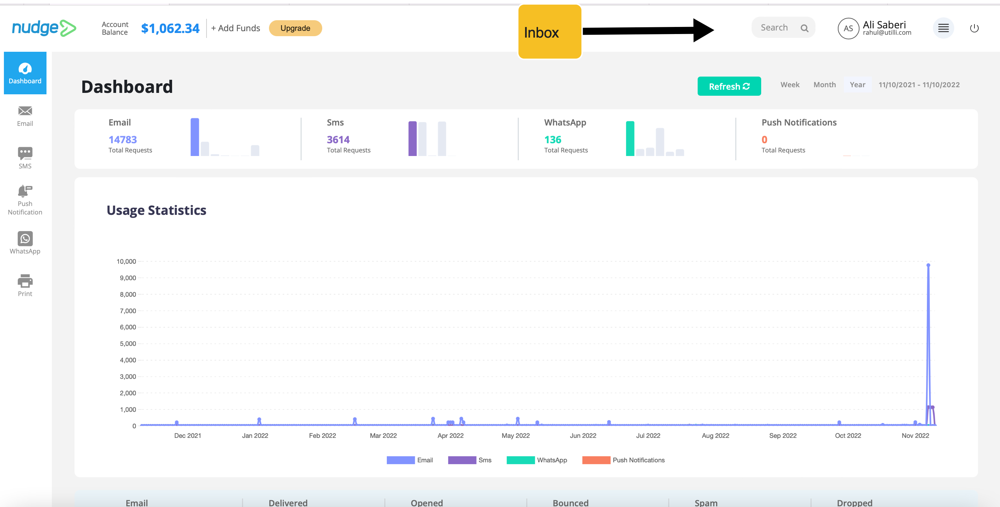 nudge
Account
Balance
$1,062.34
+ Add Funds
Upgrade
Inbox
Search
AS
Ali Saberi
rahul@utilli.com
Dashboard
Email
SMS
Push
Notification
WhatsApp
Print
Dashboard
Refresh
Week
Month
Year
11/10/2021 - 11/10/2022
Email
14783
Total Requests
Sms
3614
Total Requests
WhatsApp
136
Total Requests
Push Notifications
0
Total Requests
Usage Statistics
10,000
9,000
8,000
7,000
6,000
5,000
4,000
3,000
2,000
1,000
0
Dec 2021
Jan 2022
Feb 2022
Mar 2022
Apr 2022
May 2022
Jun 2022
Jul 2022
Aug 2022
Sep 2022
Oct 2022
Nov 2022
Email
Sms
WhatsApp
Push Notifications
Email
Delivered
Opened
Bounced
Spam
Dropped